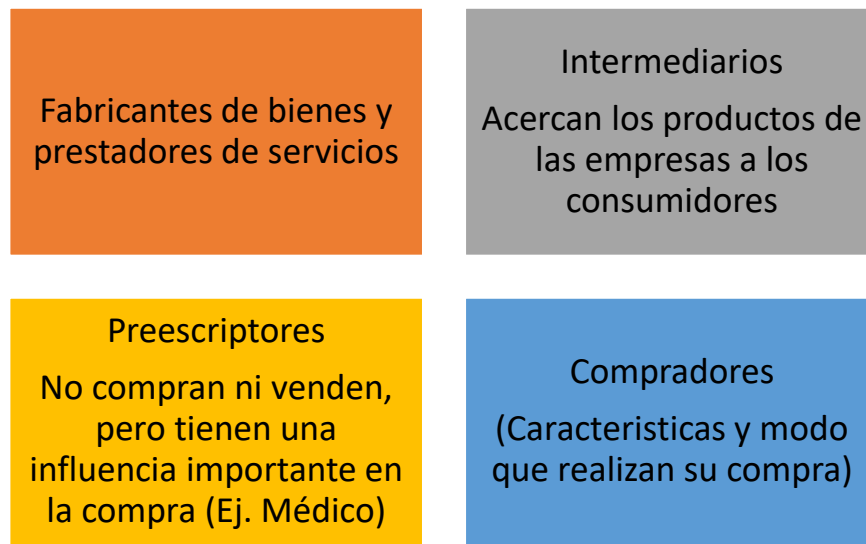 Fabricantes de bienes y
prestadores de servicios
Intermediarios
Acercan los productos de
las empresas a los
consumidores
Preescriptores
No compran ni venden,
pero tienen una
influencia importante en
la compra (Ej. Médico)
Compradores
(Caracteristicas y modo
que realizan su compra)